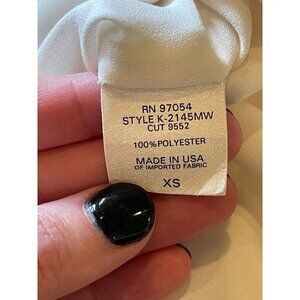 RN 97054
STYLE K-2145MW
CUT 9552
100% POLYESTER
MADE IN USA
OF IMPORTED FABRIC
XS